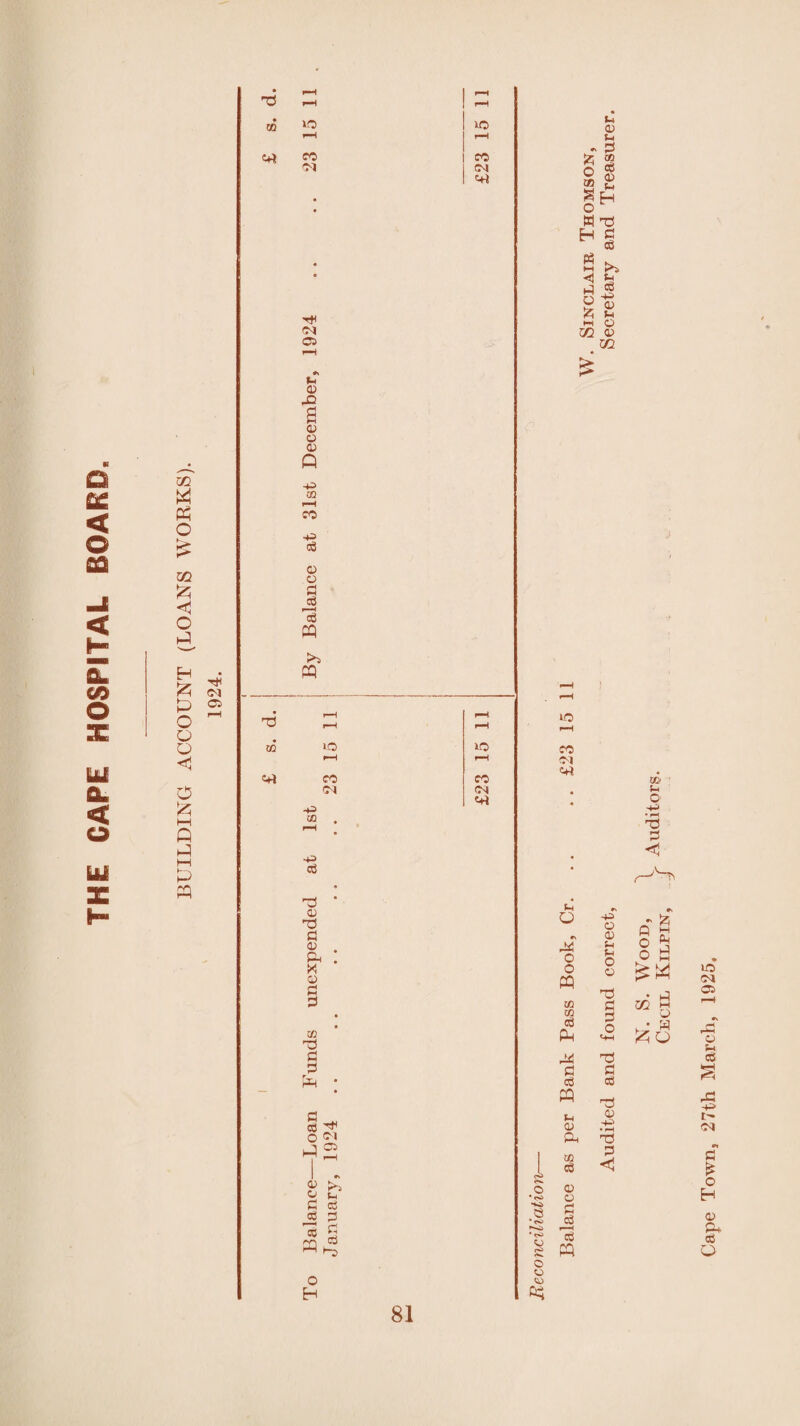 THE CAPE HOSPITAL BOARD.
BUILDING ACCOUNT (LOANS WORKS).
1924.
£ s. d.
To Balance—Loan Funds unexpended at 1st
January, 1924 .. .. .. .. .. 23 15 11
£23 15 11
£ s. d.
By Balance at 31st December, 1924 .. .. 23 15 11
£23 15 11
Reconciliation—
Balance as per Bank Pass Book, Cr. .. .. £23 15 11
Audited and found correct,
N. S. WOOD,
CECIL KILPIN, } Auditors.
W. SINCLAIR THOMSON,
Secretary and Treasurer.
Cape Town, 27th March, 1925.
81